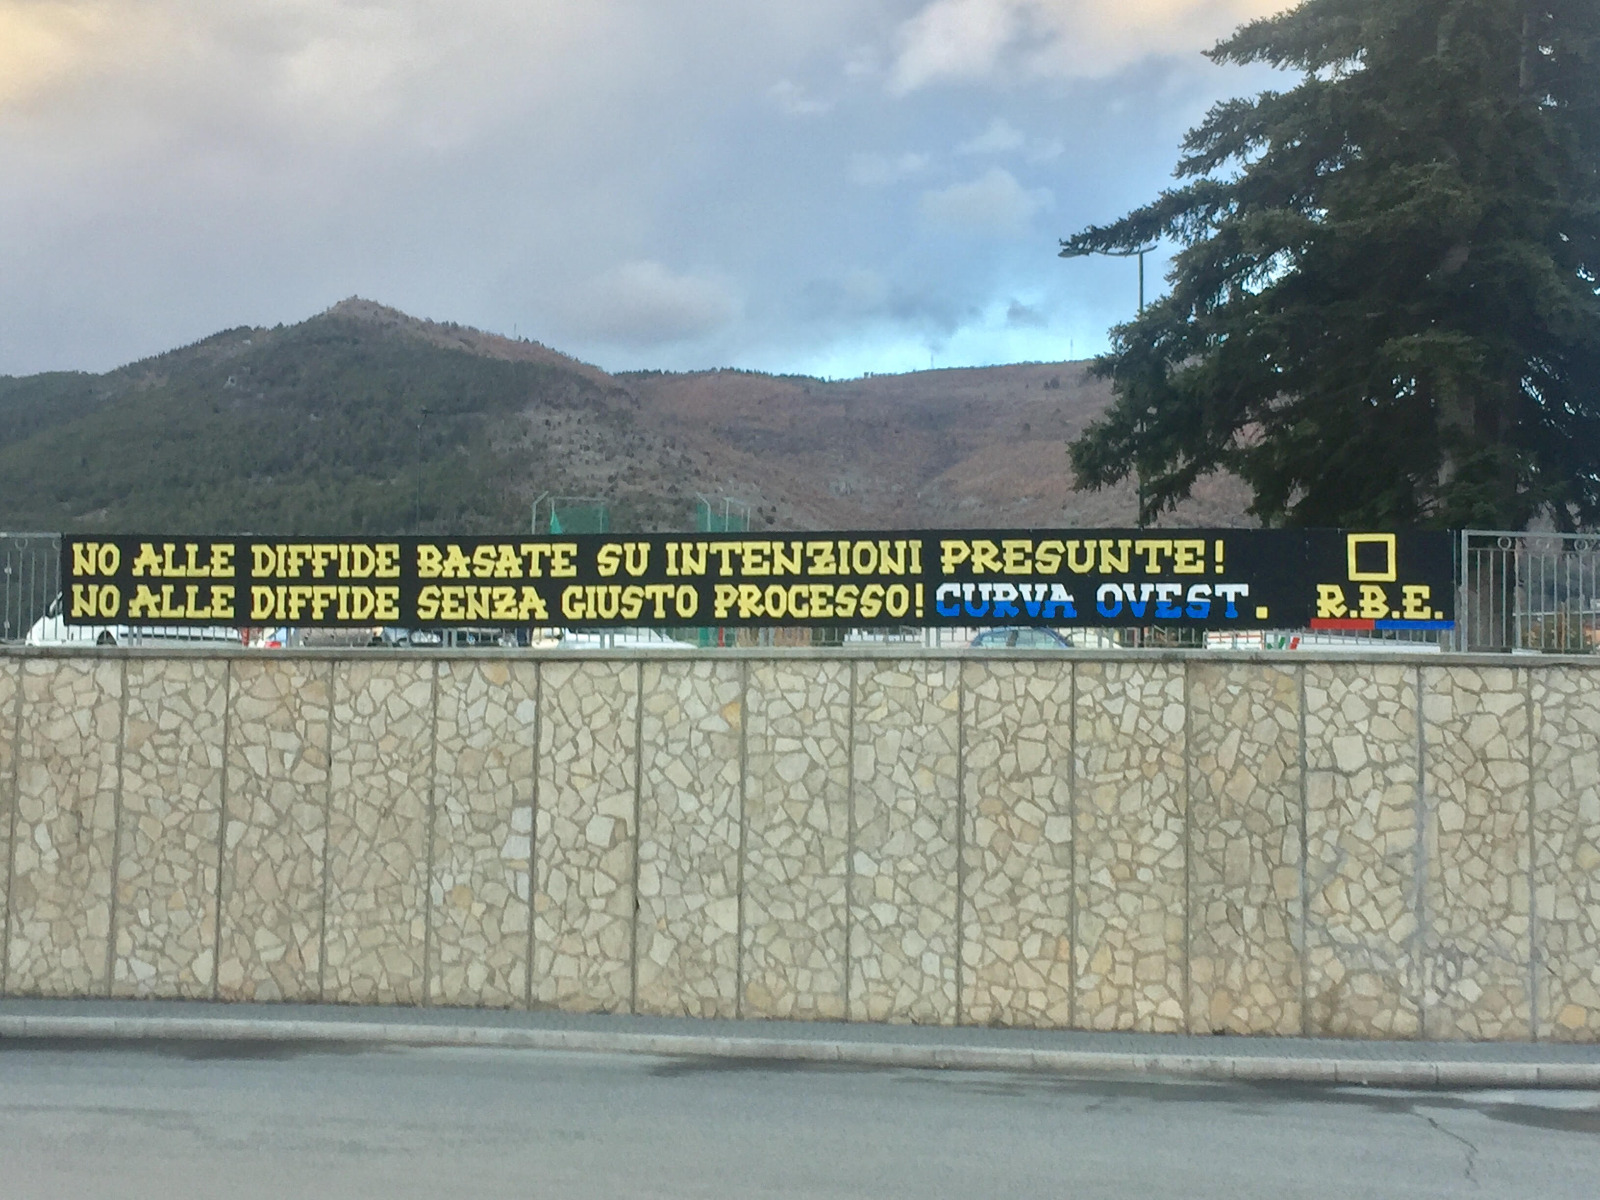 NO ALLE DIFFIDE BASATE SU INTENZIONI PRESUNTE!
NO ALLE DIFFIDE SENZA GIUSTO PROCESSO! CURVA OVEST.
R.B.E.